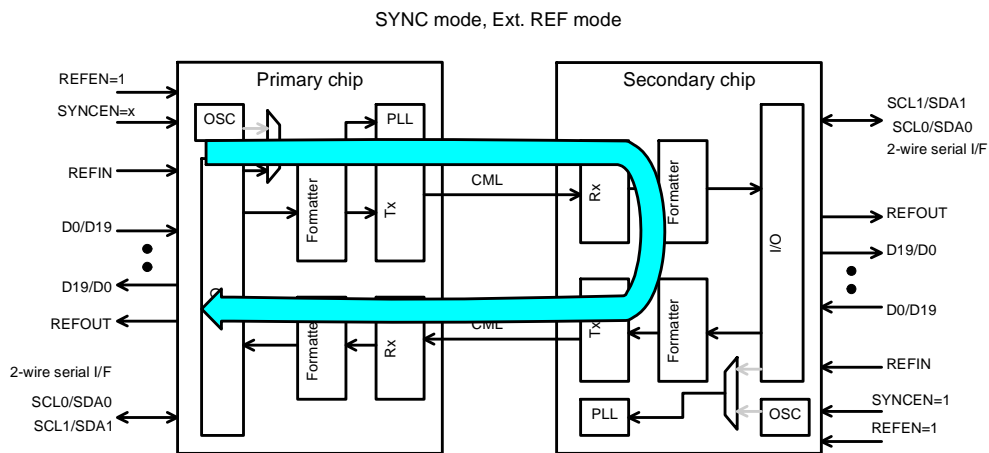 SYNC mode, Ext. REF mode
Primary chip
Secondary chip
REFEN=1
SYNCEN=x
REFIN
D0/D19
D19/D0
REFOUT
2-wire serial I/F
SCL0/SDA0
SCL1/SDA1
OSC
PLL
Formatter
Tx
CML
Rx
Formatter
Formatter
Rx
CML
Tx
Formatter
I/O
PLL
OSC
SCL1/SDA1
SCL0/SDA0
2-wire serial I/F
REFOUT
D19/D0
D0/D19
REFIN
SYNCEN=1
REFEN=1